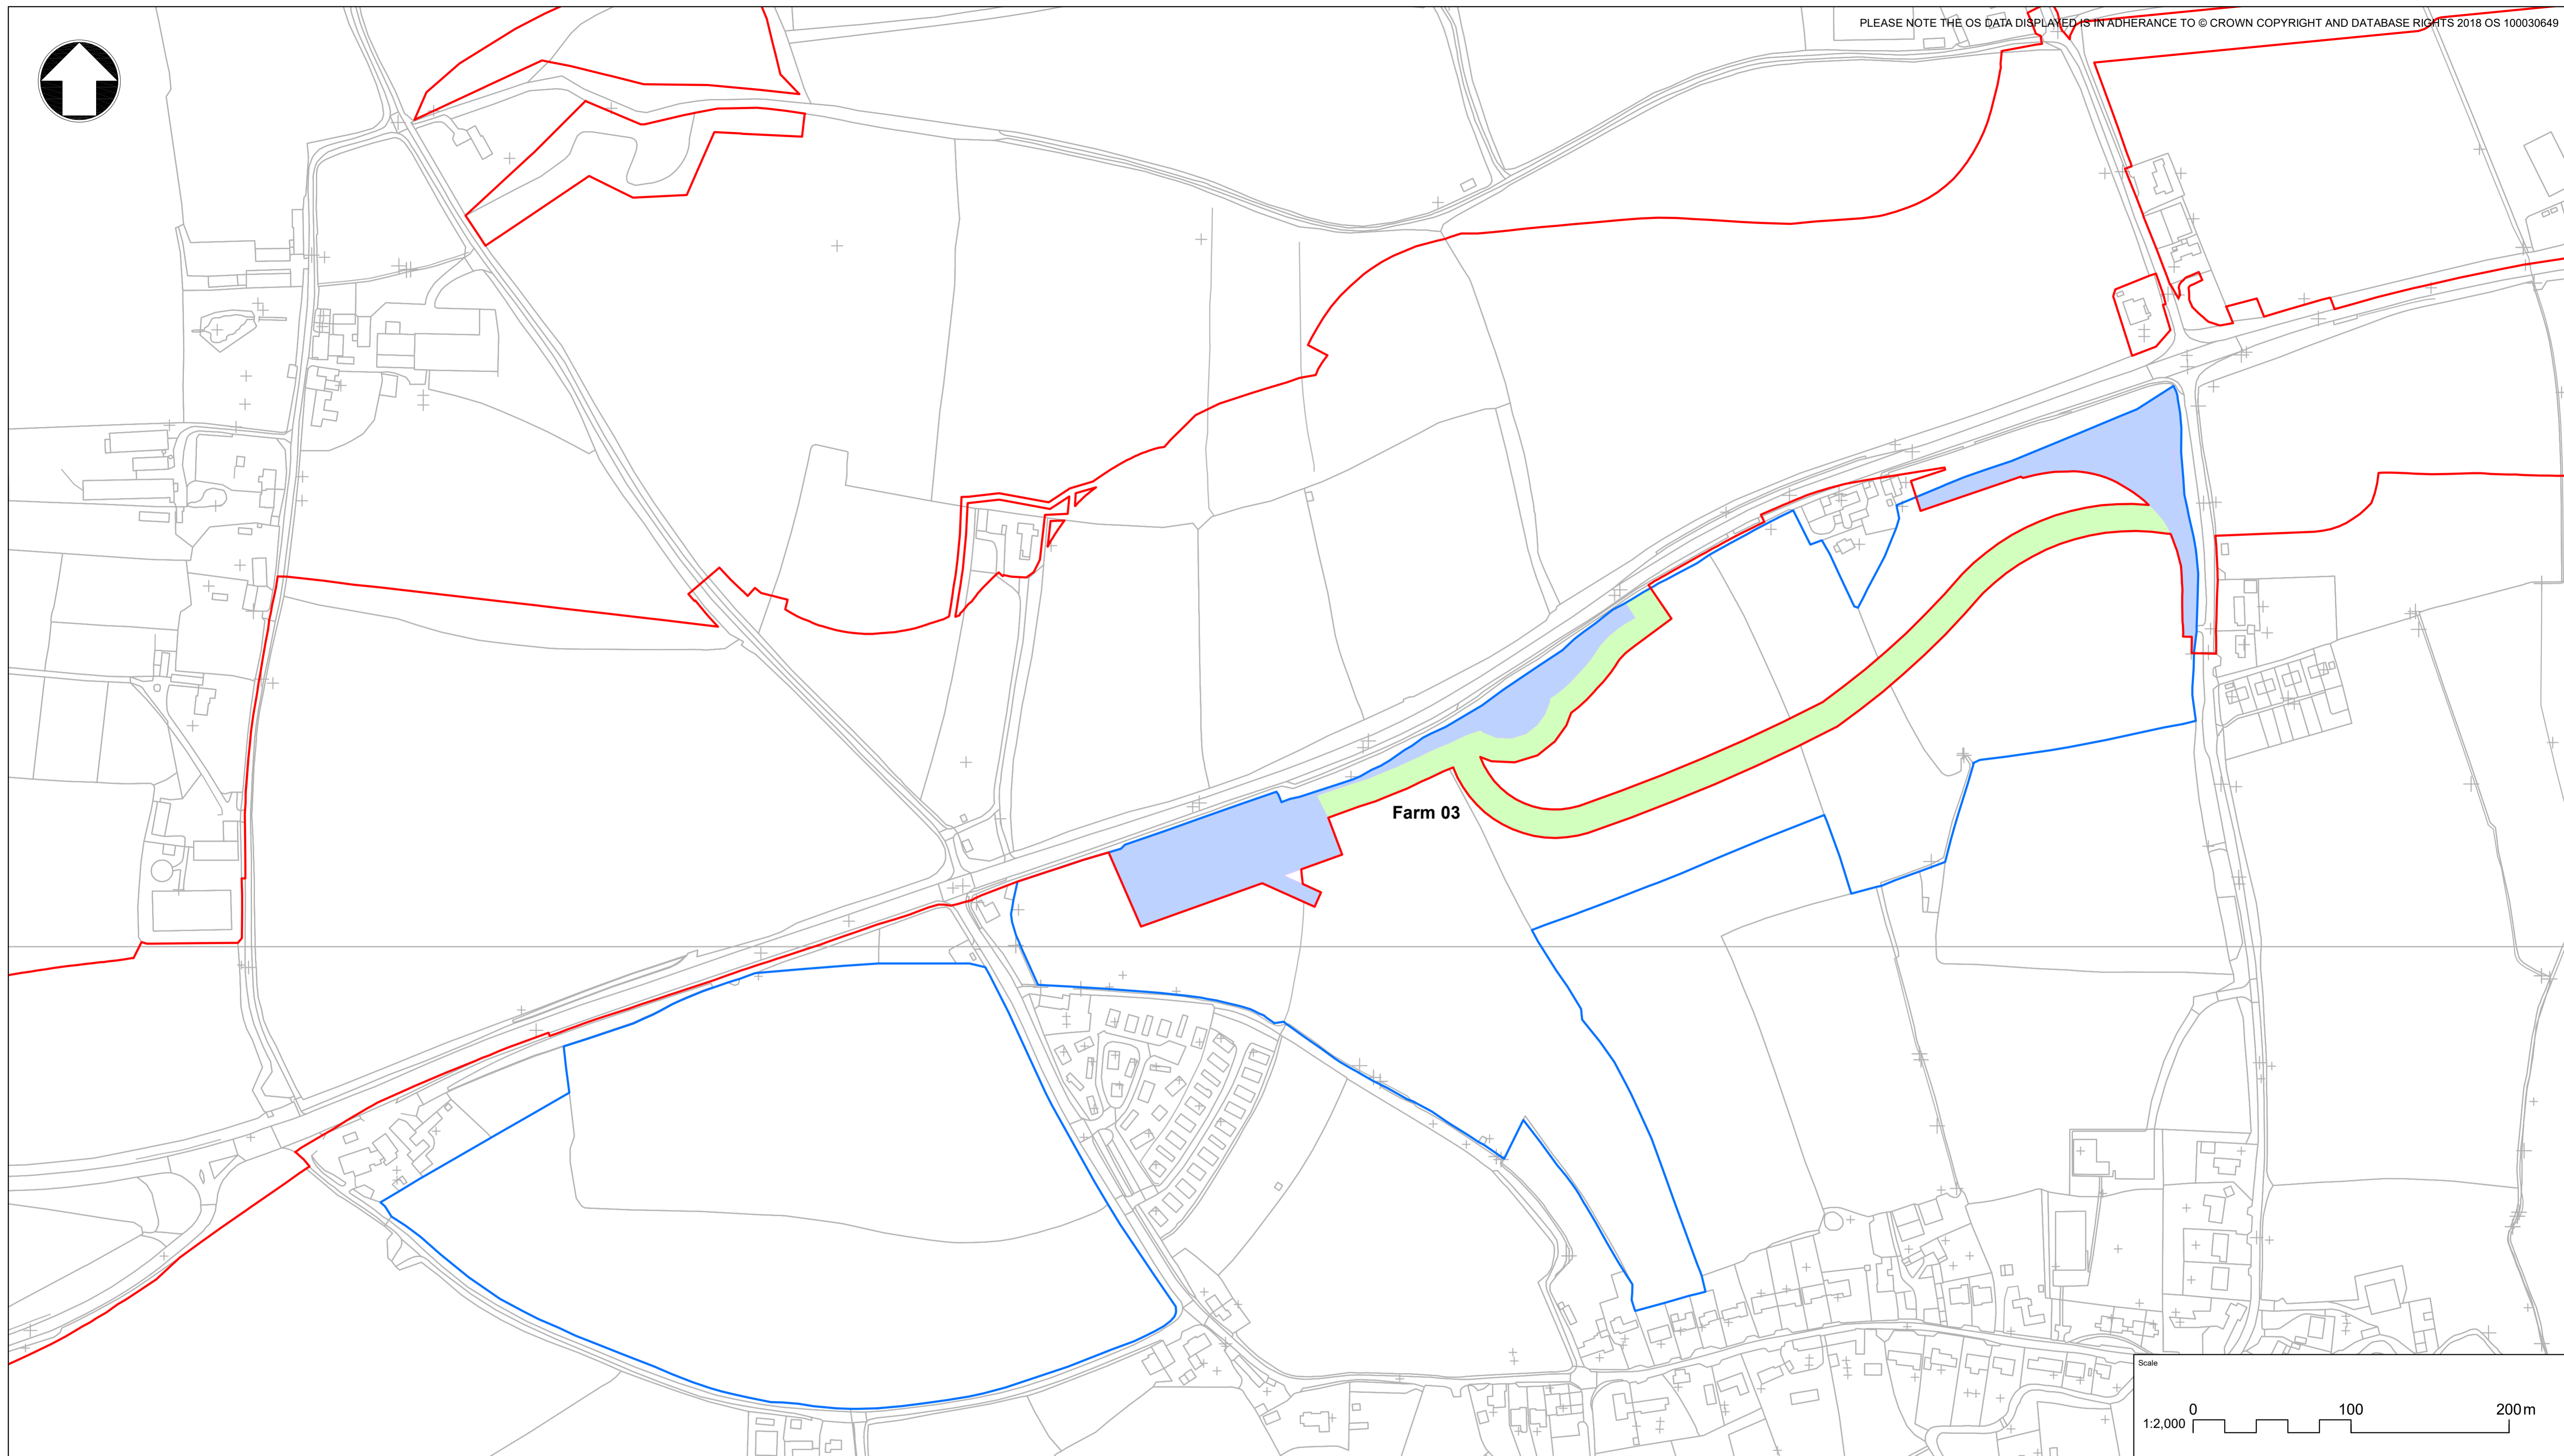 PLEASE NOTE THE OS DATA DISPLAYED IS IN ADHERANCE TO © CROWN COPYRIGHT AND DATABASE RIGHTS 2018 OS 100030649
Farm 03
Scale
0 100 200m
1:2,000